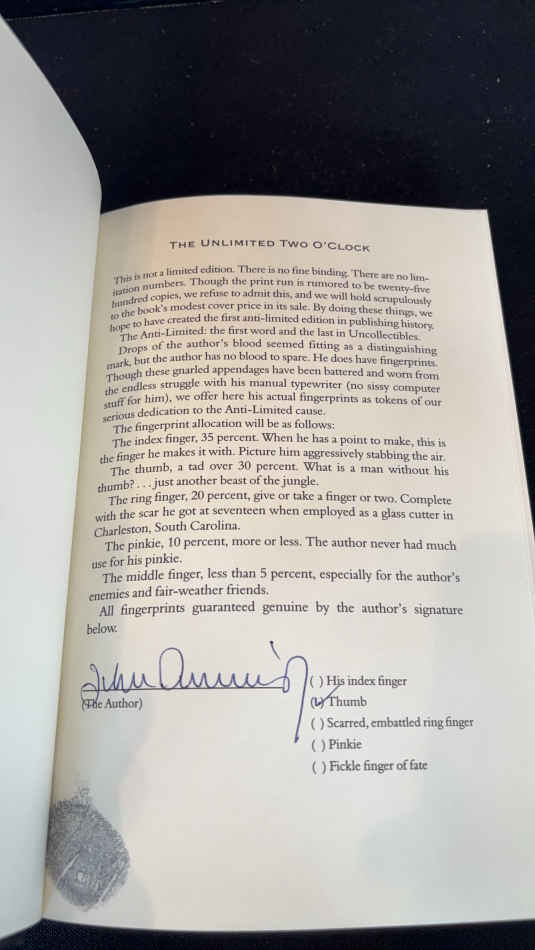 THE UNLIMITED TWO O'CLOCK
This is not a limited edition. There is no fine binding. There are no lim-
itation numbers. Though the print run is rumored to be twenty-five
hundred copies, we refuse to admit this, and we will hold scrupulously
to the book's modest cover price in its sale. By doing these things, we
hope to have created the first anti-limited edition in publishing history.
The Anti-Limited: the first word and the last in Uncollectibles.
Drops of the author's blood seemed fitting as a distinguishing
mark, but the author has no blood to spare. He does have fingerprints.
Though these gnarled appendages have been battered and worn from
the endless struggle with his manual typewriter (no sissy computer
stuff for him), we offer here his actual fingerprints as tokens of our
serious dedication to the Anti-Limited cause.
The fingerprint allocation will be as follows:
The index finger, 35 percent. When he has a point to make, this is
the finger he makes it with. Picture him aggressively stabbing the air.
The thumb, a tad over 30 percent. What is a man without his
thumb? . . . just another beast of the jungle.
The ring finger, 20 percent, give or take a finger or two. Complete
with the scar he got at seventeen when employed as a glass cutter in
Charleston, South Carolina.
The pinkie, 10 percent, more or less. The author never had much
use for his pinkie.
The middle finger, less than 5 percent, especially for the author's
enemies and fair-weather friends.
All fingerprints guaranteed genuine by the author's signature
below.
John
(The Author)
( ) His index finger
(✓) Thumb
( ) Scarred, embattled ring finger
( ) Pinkie
( ) Fickle finger of fate